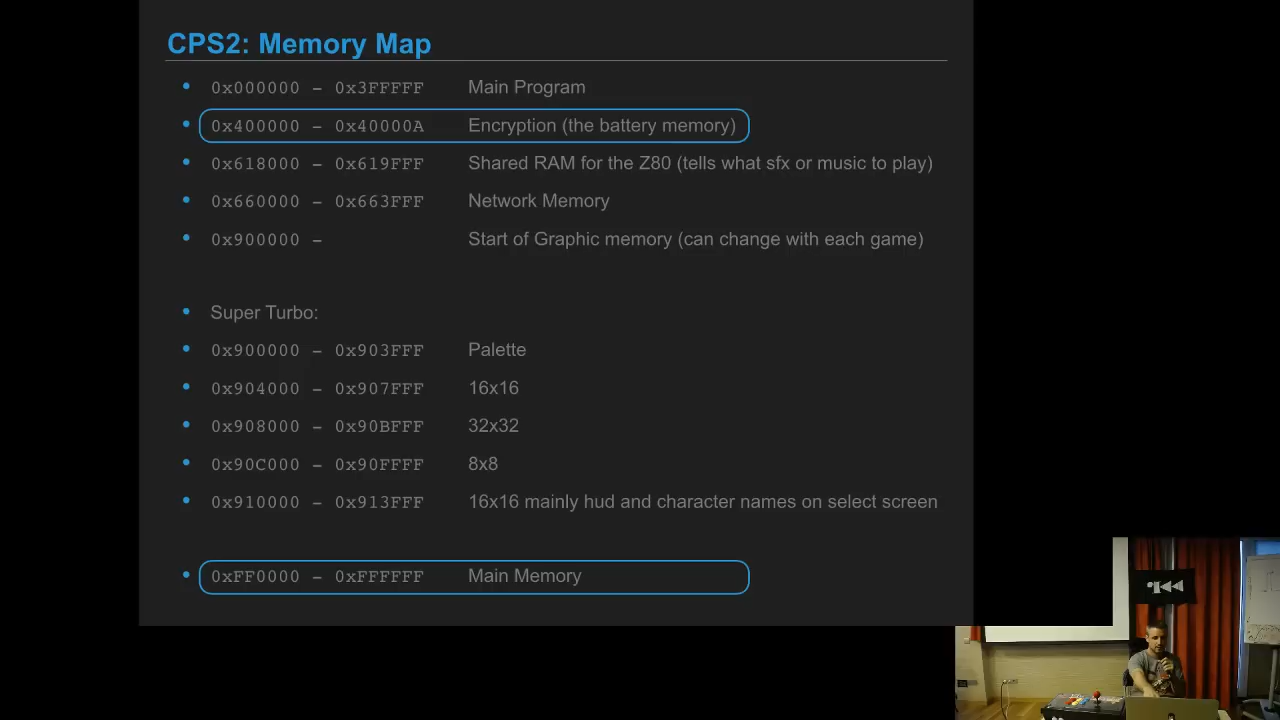 CPS2: Memory Map
• 0x000000 – 0x3FFFFF Main Program
• 0x400000 – 0x40000A Encryption (the battery memory)
• 0x618000 – 0x619FFF Shared RAM for the Z80 (tells what sfx or music to play)
• 0x660000 – 0x663FFF Network Memory
• 0x900000 – Start of Graphic memory (can change with each game)
• Super Turbo:
• 0x900000 – 0x903FFF Palette
• 0x904000 – 0x907FFF 16x16
• 0x908000 – 0x90BFFF 32x32
• 0x90C000 – 0x90FFFF 8x8
• 0x910000 – 0x913FFF 16x16 mainly hud and character names on select screen
• 0xFF0000 – 0xFFFFFF Main Memory